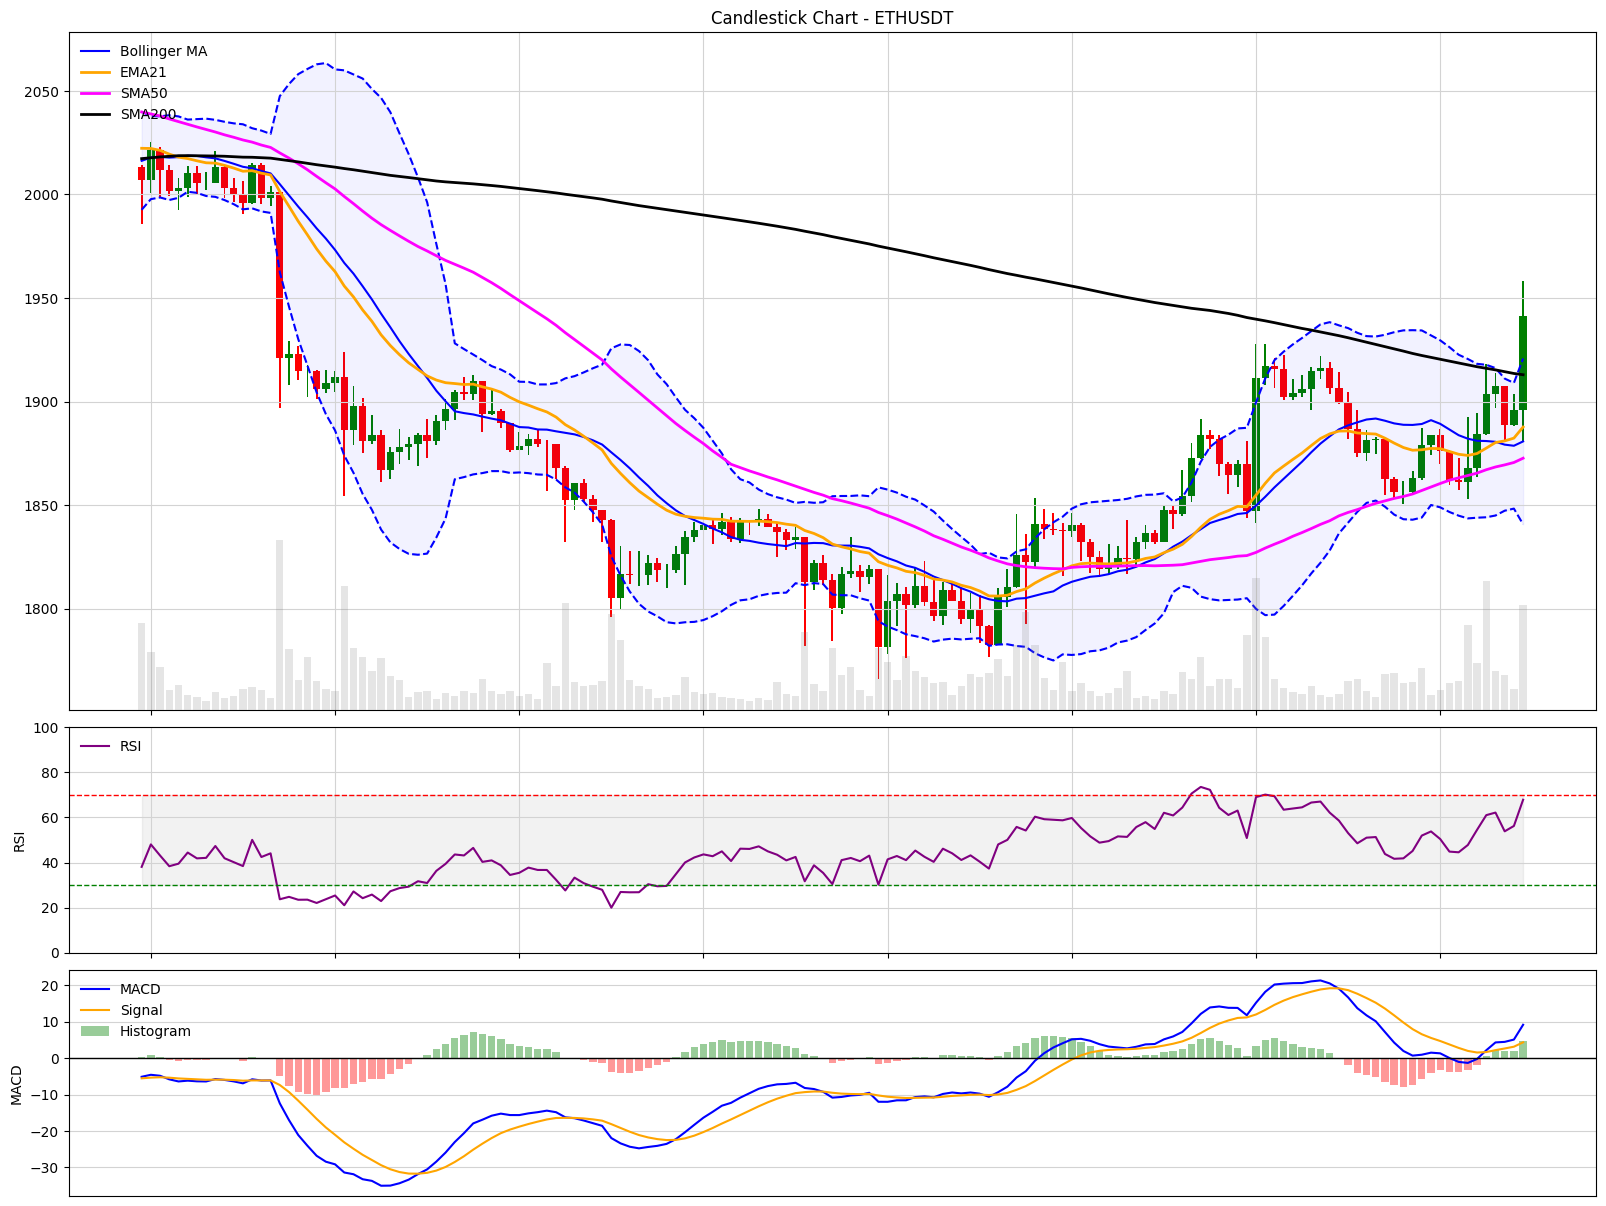 Candlestick Chart - ETHUSDT
Bollinger MA
EMA21
SMA50
SMA200
2050
2000
1950
1900
1850
1800
RSI
100
80
60
40
20
0
RSI
MACD
Signal
Histogram
20
10
0
−10
−20
−30
MACD